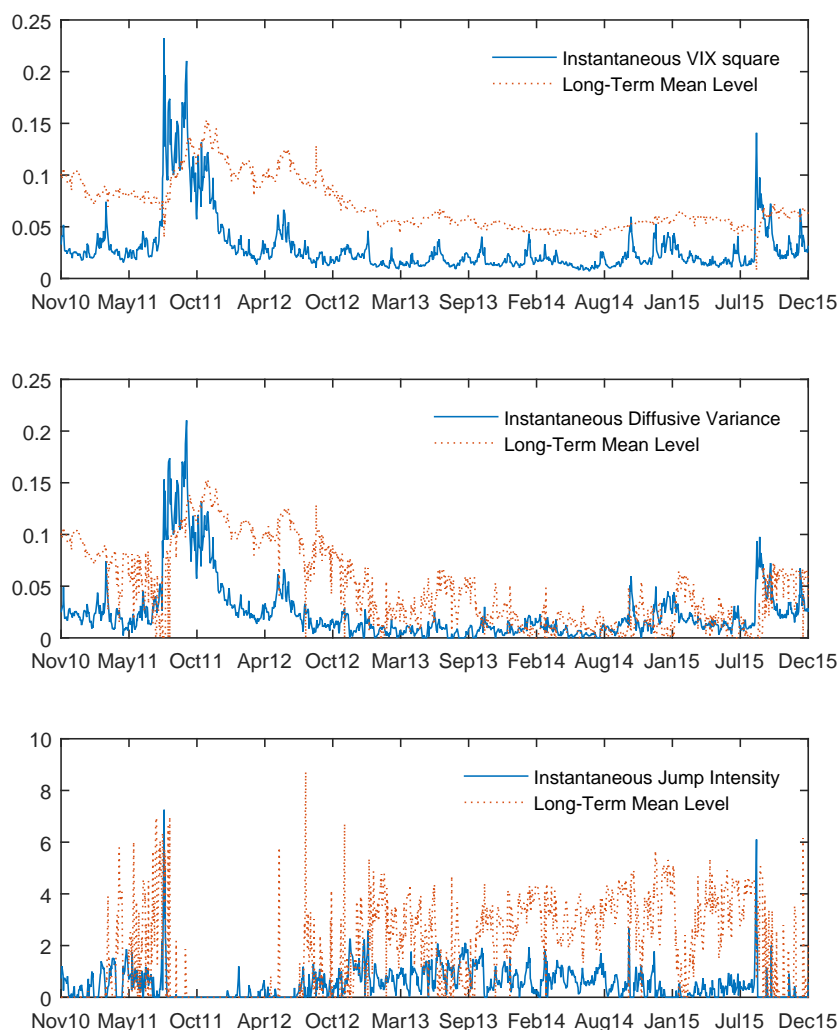 0.25
Instantaneous VIX square
Long-Term Mean Level
0.2
0.15
0.1
0.05
0
Nov10 May11 Oct11 Apr12 Oct12 Mar13 Sep13 Feb14 Aug14 Jan15 Jul15 Dec15
0.25
Instantaneous Diffusive Variance
Long-Term Mean Level
0.2
0.15
0.1
0.05
0
Nov10 May11 Oct11 Apr12 Oct12 Mar13 Sep13 Feb14 Aug14 Jan15 Jul15 Dec15
10
Instantaneous Jump Intensity
Long-Term Mean Level
8
6
4
2
0
Nov10 May11 Oct11 Apr12 Oct12 Mar13 Sep13 Feb14 Aug14 Jan15 Jul15 Dec15